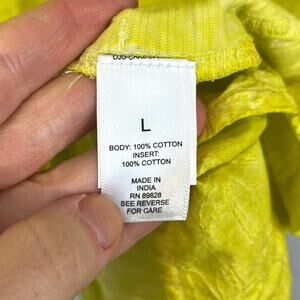 L
BODY: 100% COTTON
INSERT:
100% COTTON
MADE IN
INDIA
RN 89828
SEE REVERSE
FOR CARE